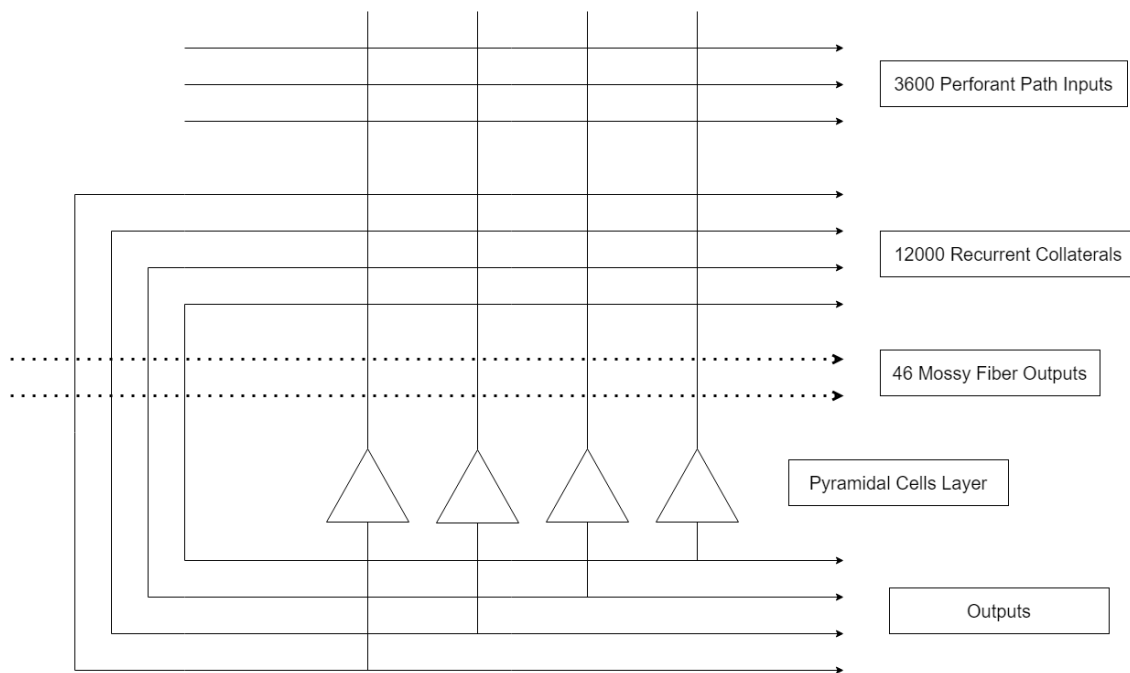 3600 Perforant Path Inputs
12000 Recurrent Collaterals
46 Mossy Fiber Outputs
Pyramidal Cells Layer
Outputs